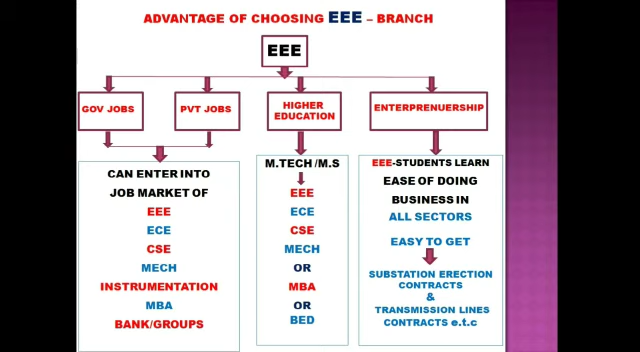 ADVANTAGE OF CHOOSING EEE – BRANCH
EEE
GOV JOBS
PVT JOBS
HIGHER
EDUCATION
ENTERPRENUERSHIP
CAN ENTER INTO
JOB MARKET OF
EEE
ECE
CSE
MECH
INSTRUMENTATION
MBA
BANK/GROUPS
M.TECH /M.S
EEE
ECE
CSE
MECH
OR
MBA
OR
BED
EEE-STUDENTS LEARN
EASE OF DOING
BUSINESS IN
ALL SECTORS
EASY TO GET
SUBSTATION ERECTION
CONTRACTS
&
TRANSMISSION LINES
CONTRACTS e.t.c